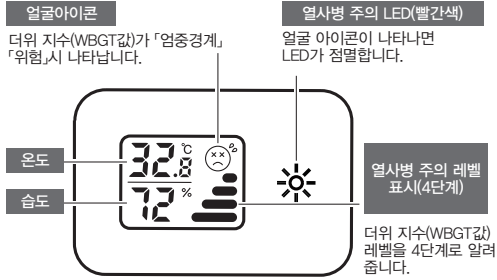 얼굴아이콘
더위 지수(WBGT값)가 「엄중경계」
「위험」시 나타납니다.
열사병 주의 LED(빨간색)
얼굴 아이콘이 나타나면
LED가 점멸합니다.
온도
32.8 ℃
습도
72 %
열사병 주의 레벨
표시(4단계)
더위 지수(WBGT값)
레벨을 4단계로 알려
줍니다.